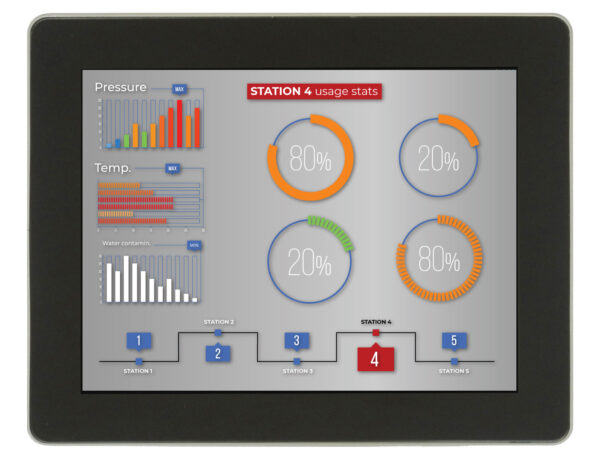 Pressure
MAX
STATION 4 usage stats
80%
20%
Temp.
MAX
Water contamin.
MIN
20%
80%
STATION 2
STATION 4
1
2
3
4
5
STATION 1
STATION 3
STATION 5